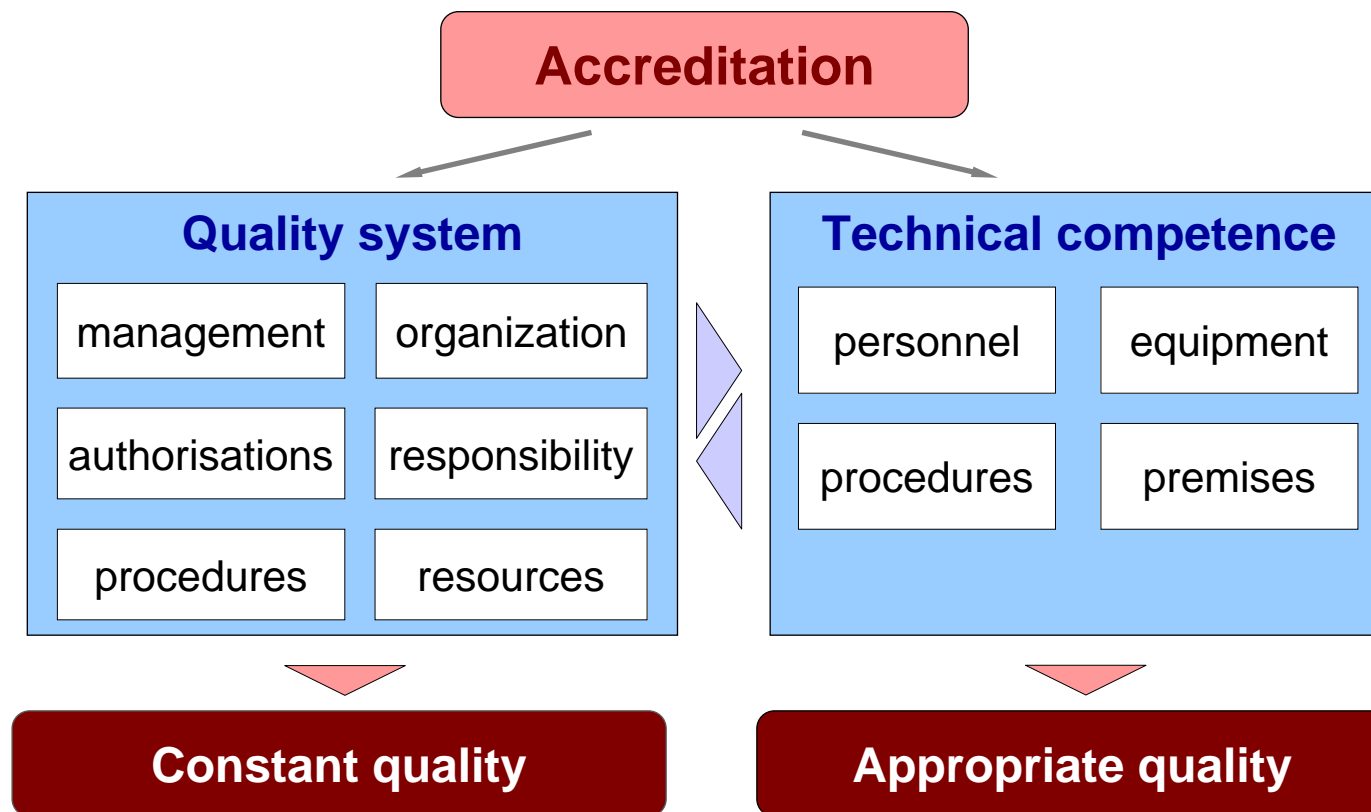 Accreditation
Quality system
management
organization
authorisations
responsibility
procedures
resources
Technical competence
personnel
equipment
procedures
premises
Constant quality
Appropriate quality